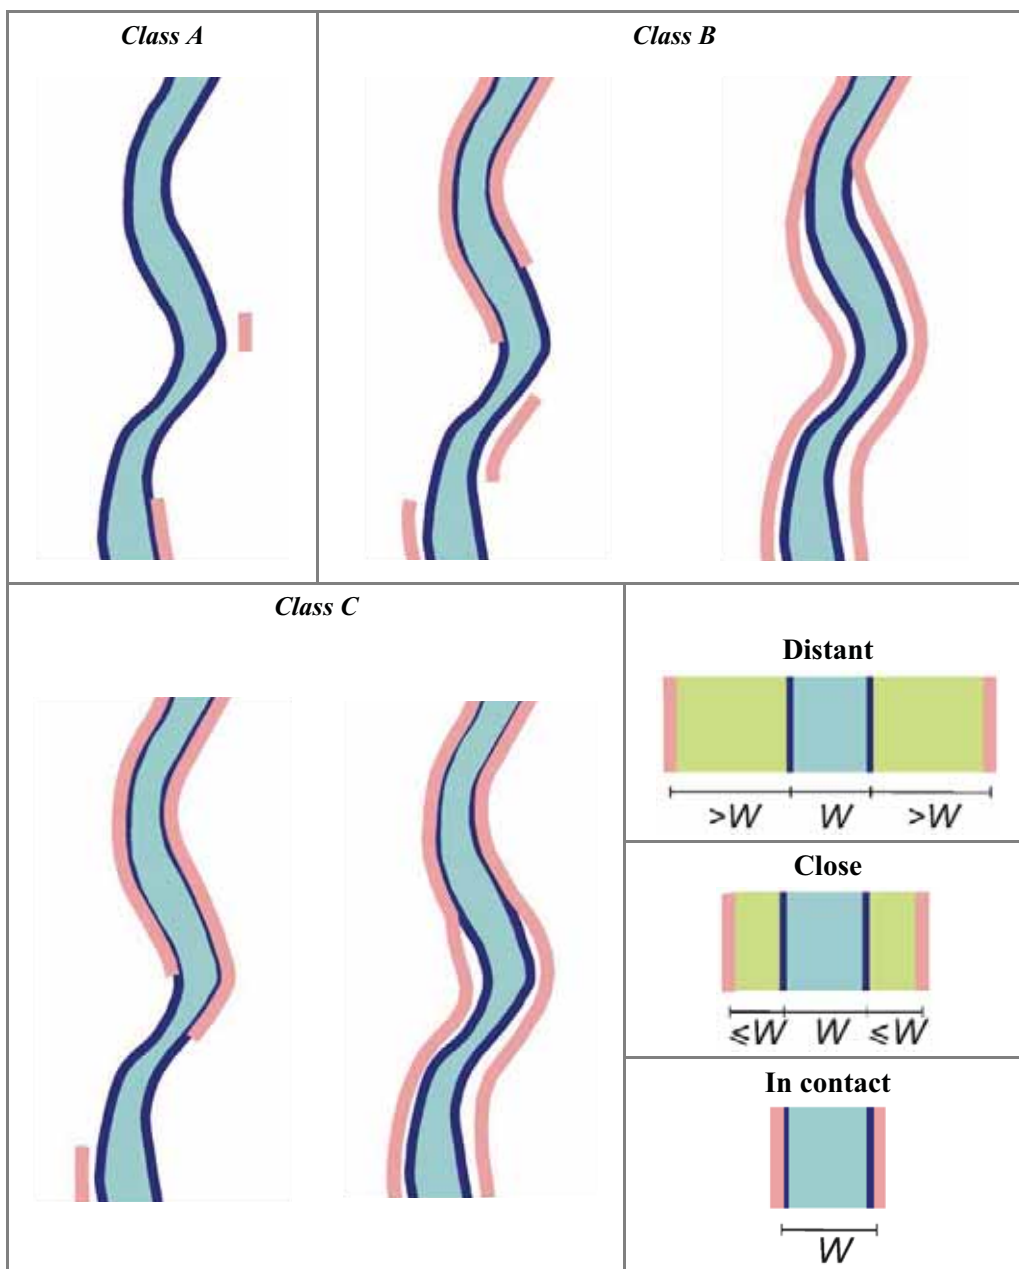 Class A
Class B
Class C
Distant
>W W >W
Close
≤W W ≤W
In contact
W